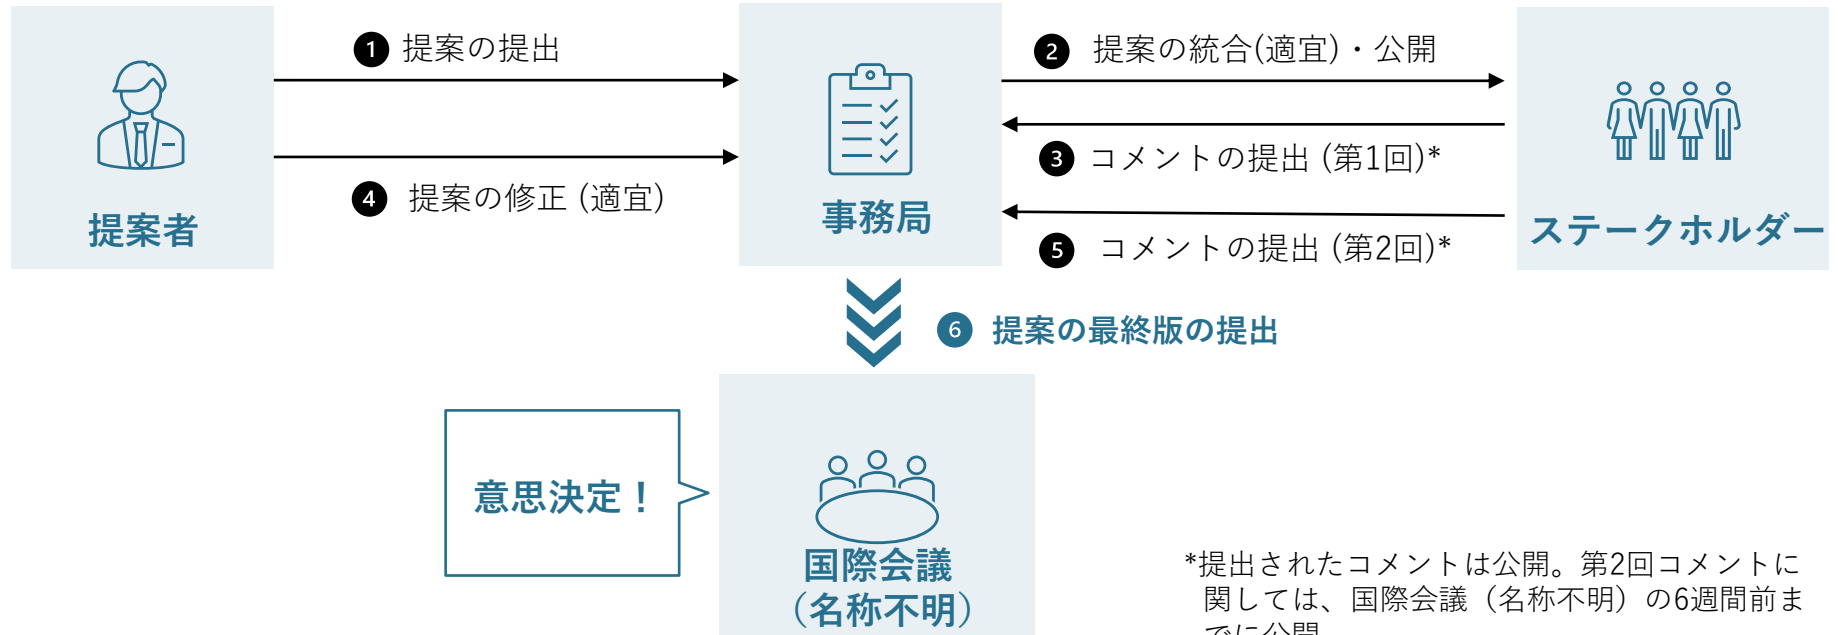 ❶ 提案の提出
❷ 提案の統合(適宜)・公開
❸ コメントの提出 (第1回)*
❹ 提案の修正 (適宜)
❺ コメントの提出 (第2回)*
提案者
事務局
ステークホルダー
❻ 提案の最終版の提出
意思決定！
国際会議
（名称不明）
*提出されたコメントは公開。第2回コメントに
関しては、国際会議（名称不明）の6週間前ま
でに公開